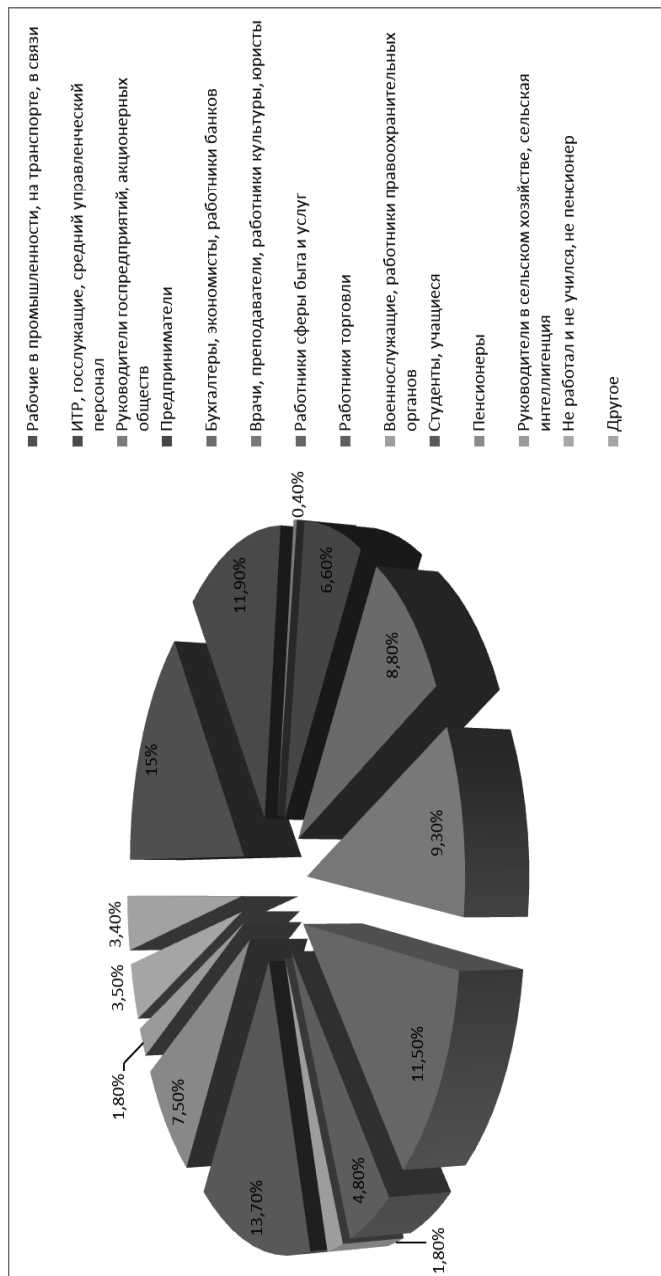 15%
11,90%
0,40%
6,60%
8,80%
9,30%
11,50%
4,80%
1,80%
13,70%
7,50%
1,80%
3,50%
3,40%
Рабочие в промышленности, на транспорте, в связи
ИТР, госслужащие, средний управленческий
персонал
Руководители госпредприятий, акционерных
обществ
Предприниматели
Бухгалтеры, экономисты, работники банков
Врачи, преподаватели, работники культуры, юристы
Работники сферы быта и услуг
Работники торговли
Военнослужащие, работники правоохранительных
органов
Студенты, учащиеся
Пенсионеры
Руководители в сельском хозяйстве, сельская
интеллигенция
Не работал и не учился, не пенсионер
Другое